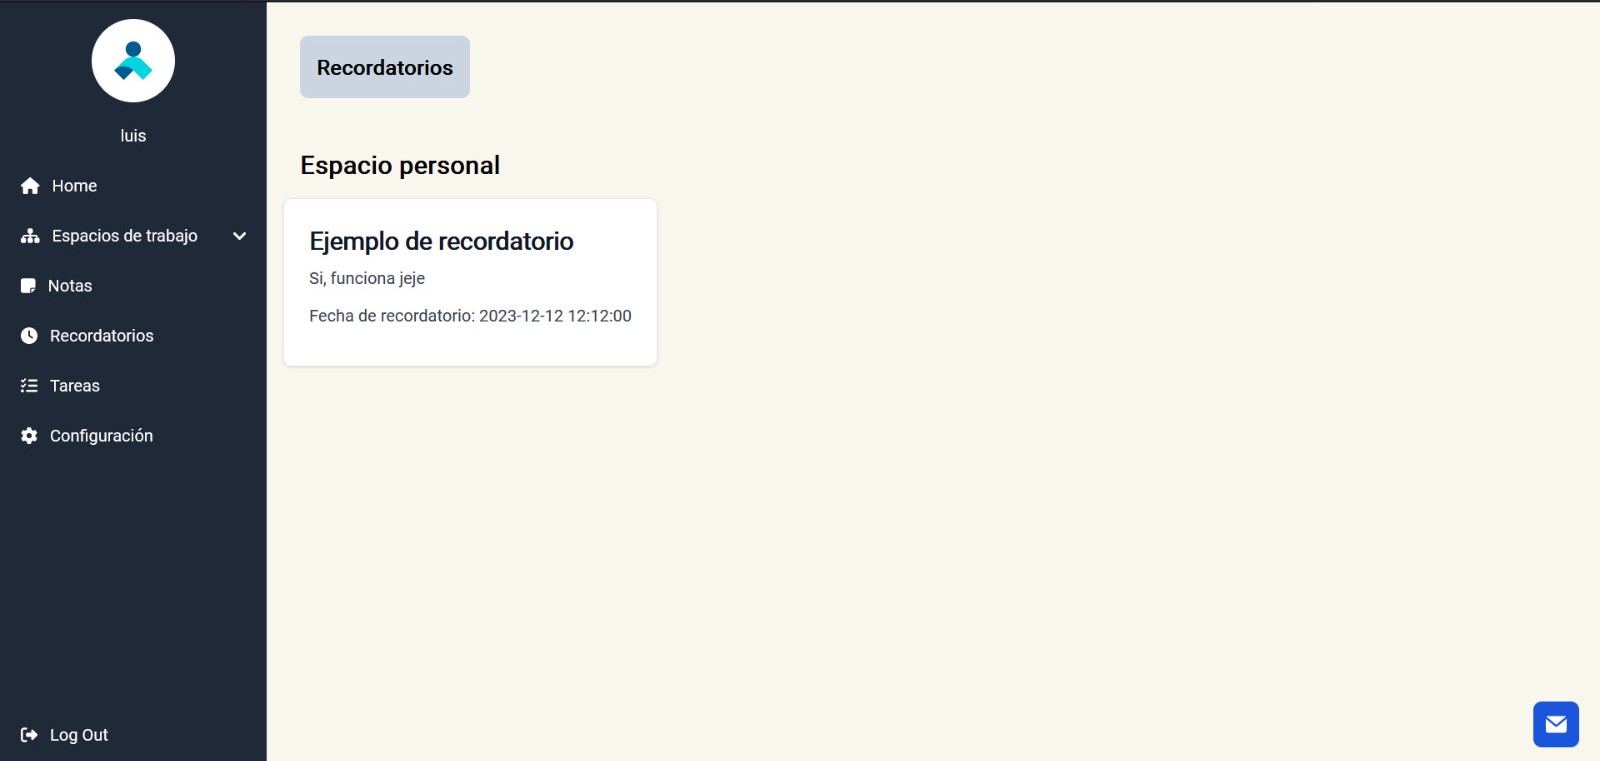 luis
Home
Espacios de trabajo
Notas
Recordatorios
Tareas
Configuración
Log Out
Recordatorios
Espacio personal
Ejemplo de recordatorio
Si, funciona jeje
Fecha de recordatorio: 2023-12-12 12:12:00